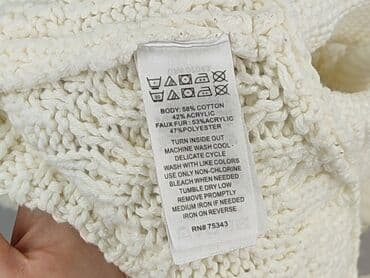 BODY: 58% COTTON
42% ACRYLIC
FAUX FUR : 53%ACRYLIC
47%POLYESTER
TURN INSIDE OUT
MACHINE WASH COOL -
DELICATE CYCLE
WASH WITH LIKE COLORS
USE ONLY NON-CHLORINE
BLEACH WHEN NEEDED
TUMBLE DRY LOW
REMOVE PROMPTLY
MEDIUM IRON IF NEEDED
IRON ON REVERSE
RN# 75343